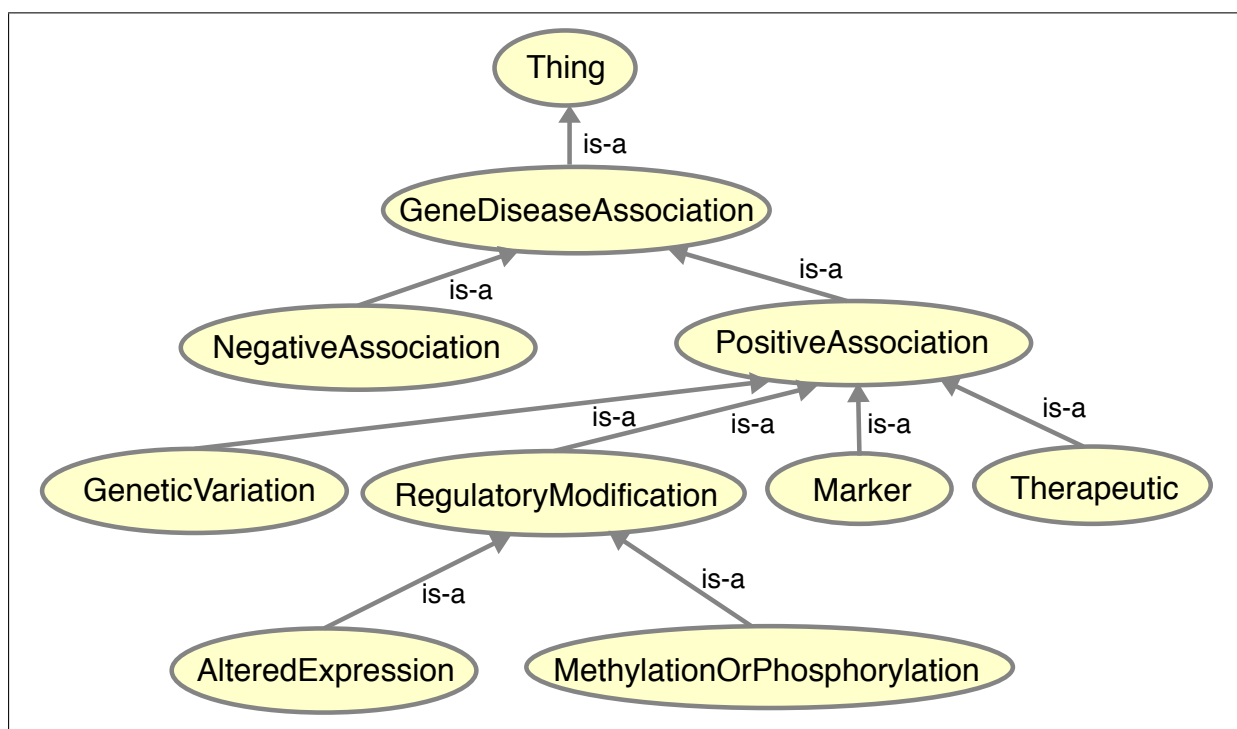 Thing
is-a
GeneDiseaseAssociation
is-a
is-a
NegativeAssociation
PositiveAssociation
is-a
is-a
is-a
is-a
GeneticVariation
RegulatoryModification
Marker
Therapeutic
is-a
is-a
AlteredExpression
MethylationOrPhosphorylation